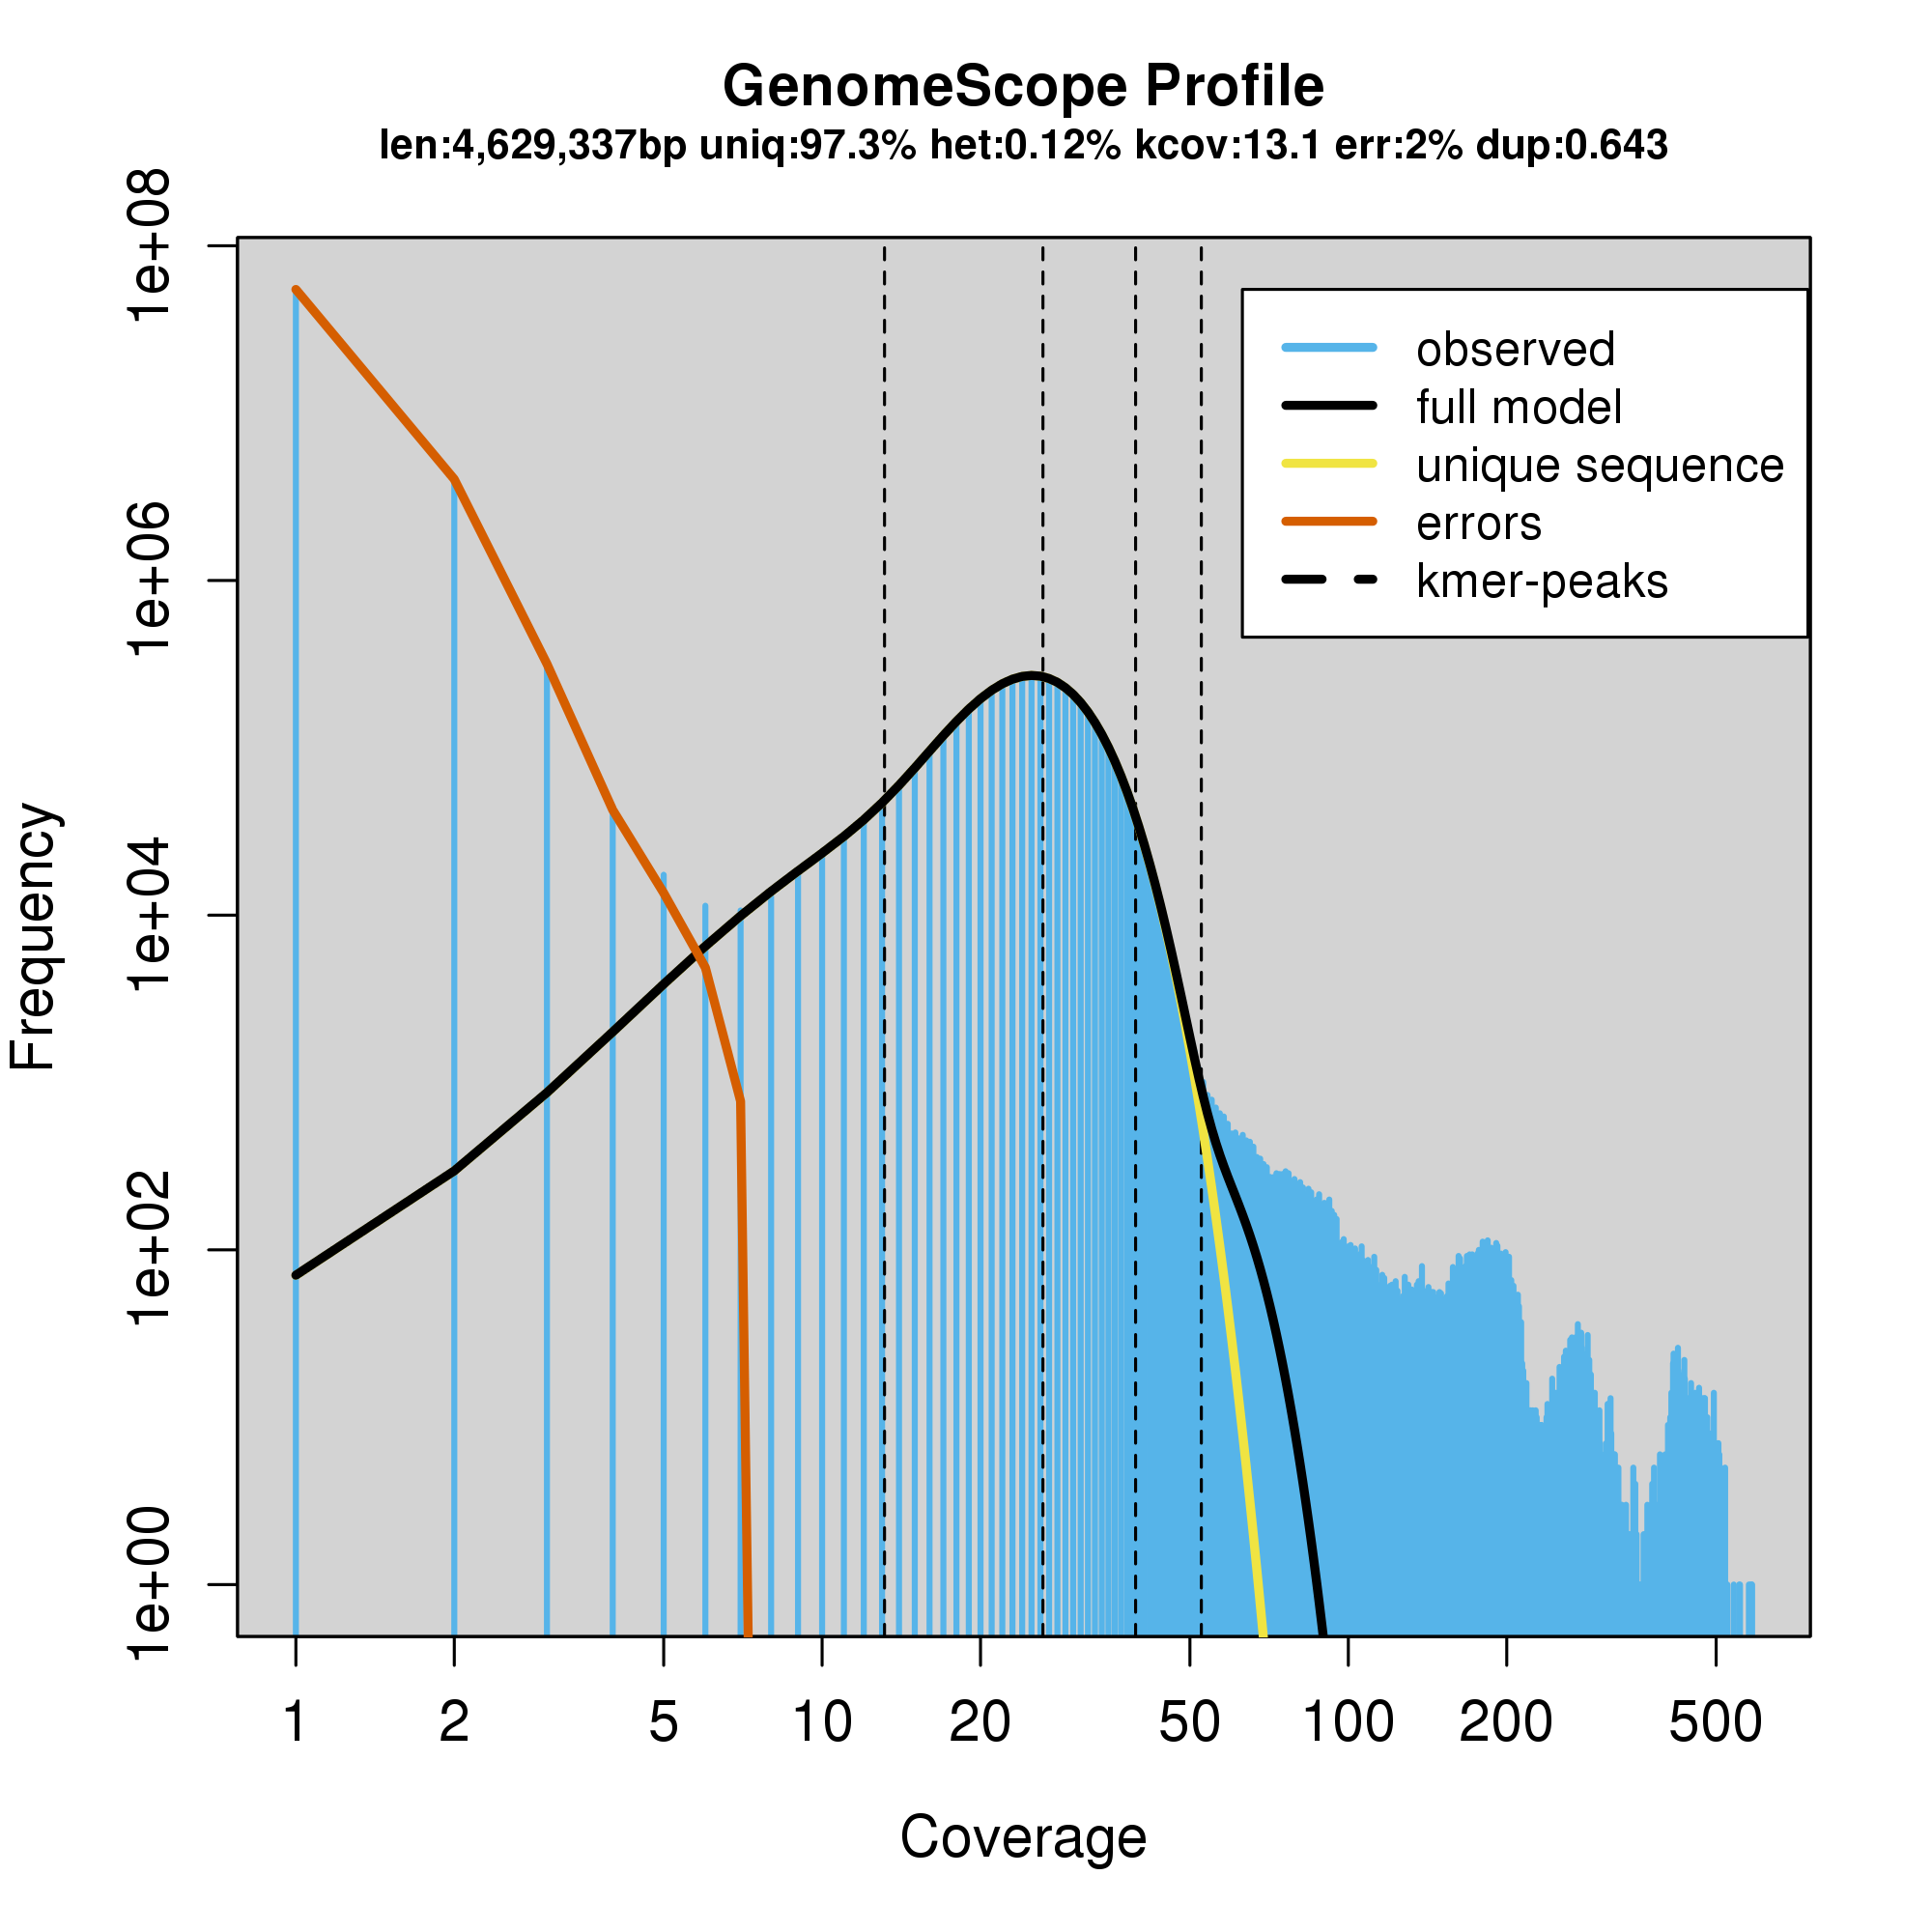 GenomeScope Profile
len:4,629,337bp uniq:97.3% het:0.12% kcov:13.1 err:2% dup:0.643
1e+08
1e+06
1e+04
1e+02
1e+00
Frequency
observed
full model
unique sequence
errors
kmer-peaks
1 2 5 10 20 50 100 200 500
Coverage